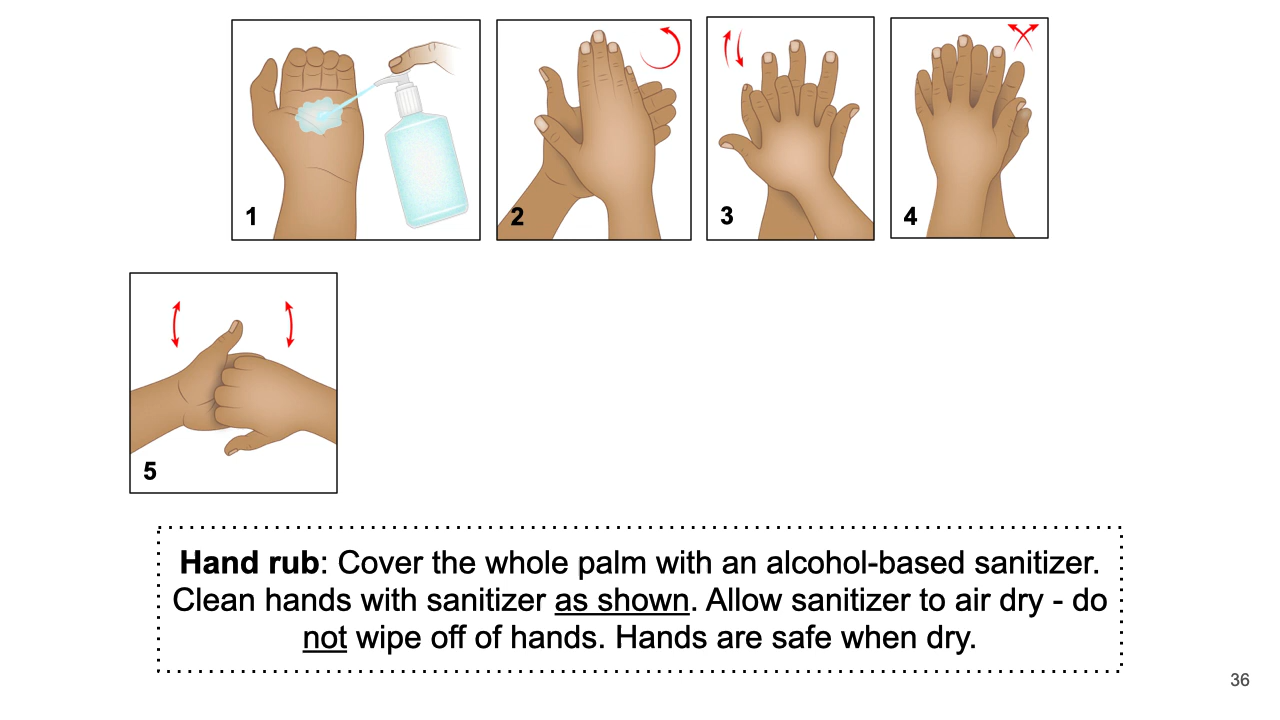 1
2
3
4
5
Hand rub: Cover the whole palm with an alcohol-based sanitizer.
Clean hands with sanitizer as shown. Allow sanitizer to air dry - do
not wipe off of hands. Hands are safe when dry.
36